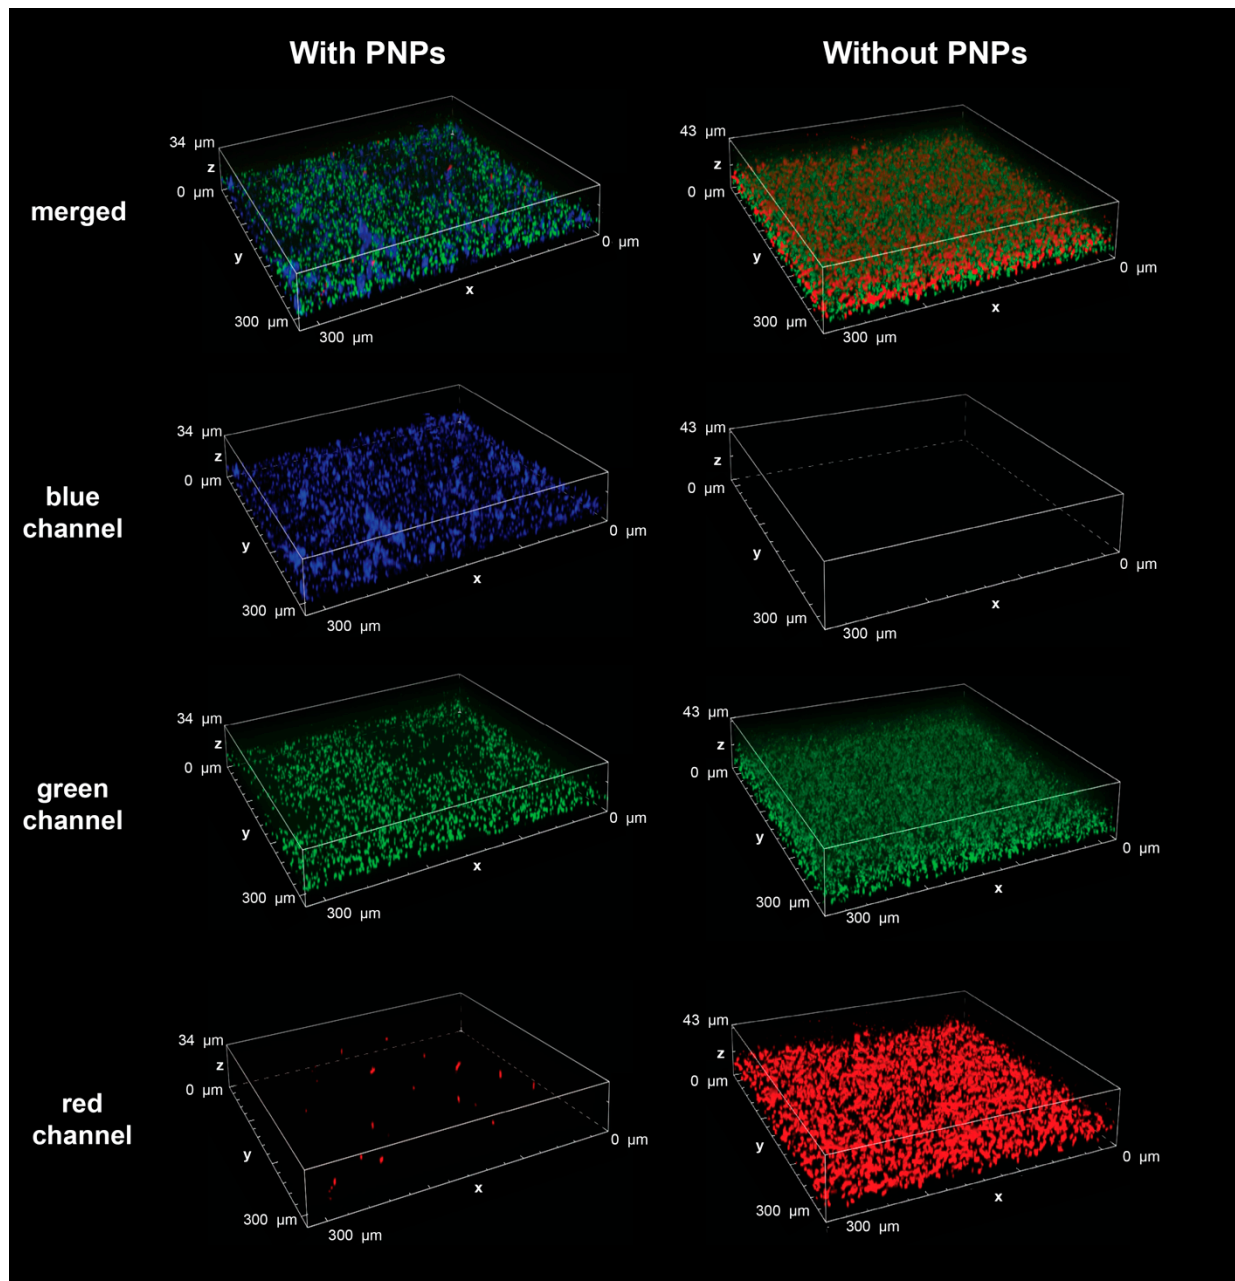 With PNPs
Without PNPs
merged
34 µm
z
0 µm
y
300 µm
300 µm
x
0 µm
43 µm
z
0 µm
y
300 µm
300 µm
x
0 µm
blue
channel
34 µm
z
0 µm
y
300 µm
300 µm
x
0 µm
43 µm
z
0 µm
y
300 µm
300 µm
x
0 µm
green
channel
34 µm
z
0 µm
y
300 µm
300 µm
x
0 µm
43 µm
z
0 µm
y
300 µm
300 µm
x
0 µm
red
channel
34 µm
z
0 µm
y
300 µm
300 µm
x
0 µm
43 µm
z
0 µm
y
300 µm
300 µm
x
0 µm